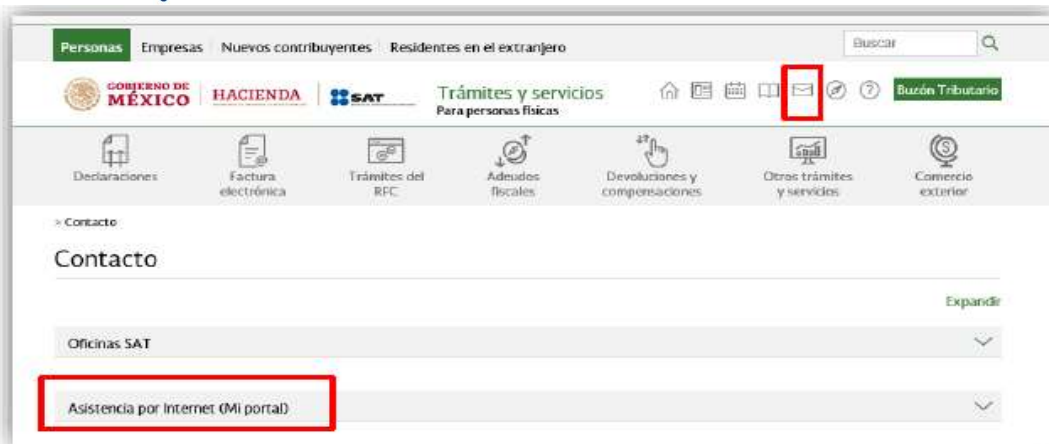 Personas Empresas Nuevos contribuyentes Residentes en el extranjero Buscar
GOBIERNO DE MÉXICO HACIENDA SAT Trámites y servicios Buzón Tributario
Para personas físicas
Declaraciones Factura electrónica Trámites del RFC Adeudos fiscales Devoluciones y compensaciones Otros trámites y servicios Comercio exterior
> Contacto
Contacto
Expandir
Oficinas SAT
Asistencia por Internet (Mi portal)